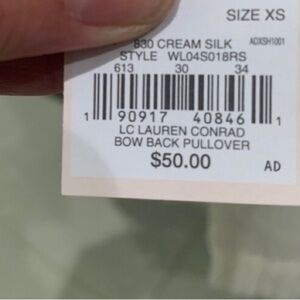 SIZE XS
830 CREAM SILK ADXSH1001
STYLE WL04S018RS
613 30 34
1 90917 40846 1
LC LAUREN CONRAD
BOW BACK PULLOVER
$50.00 AD